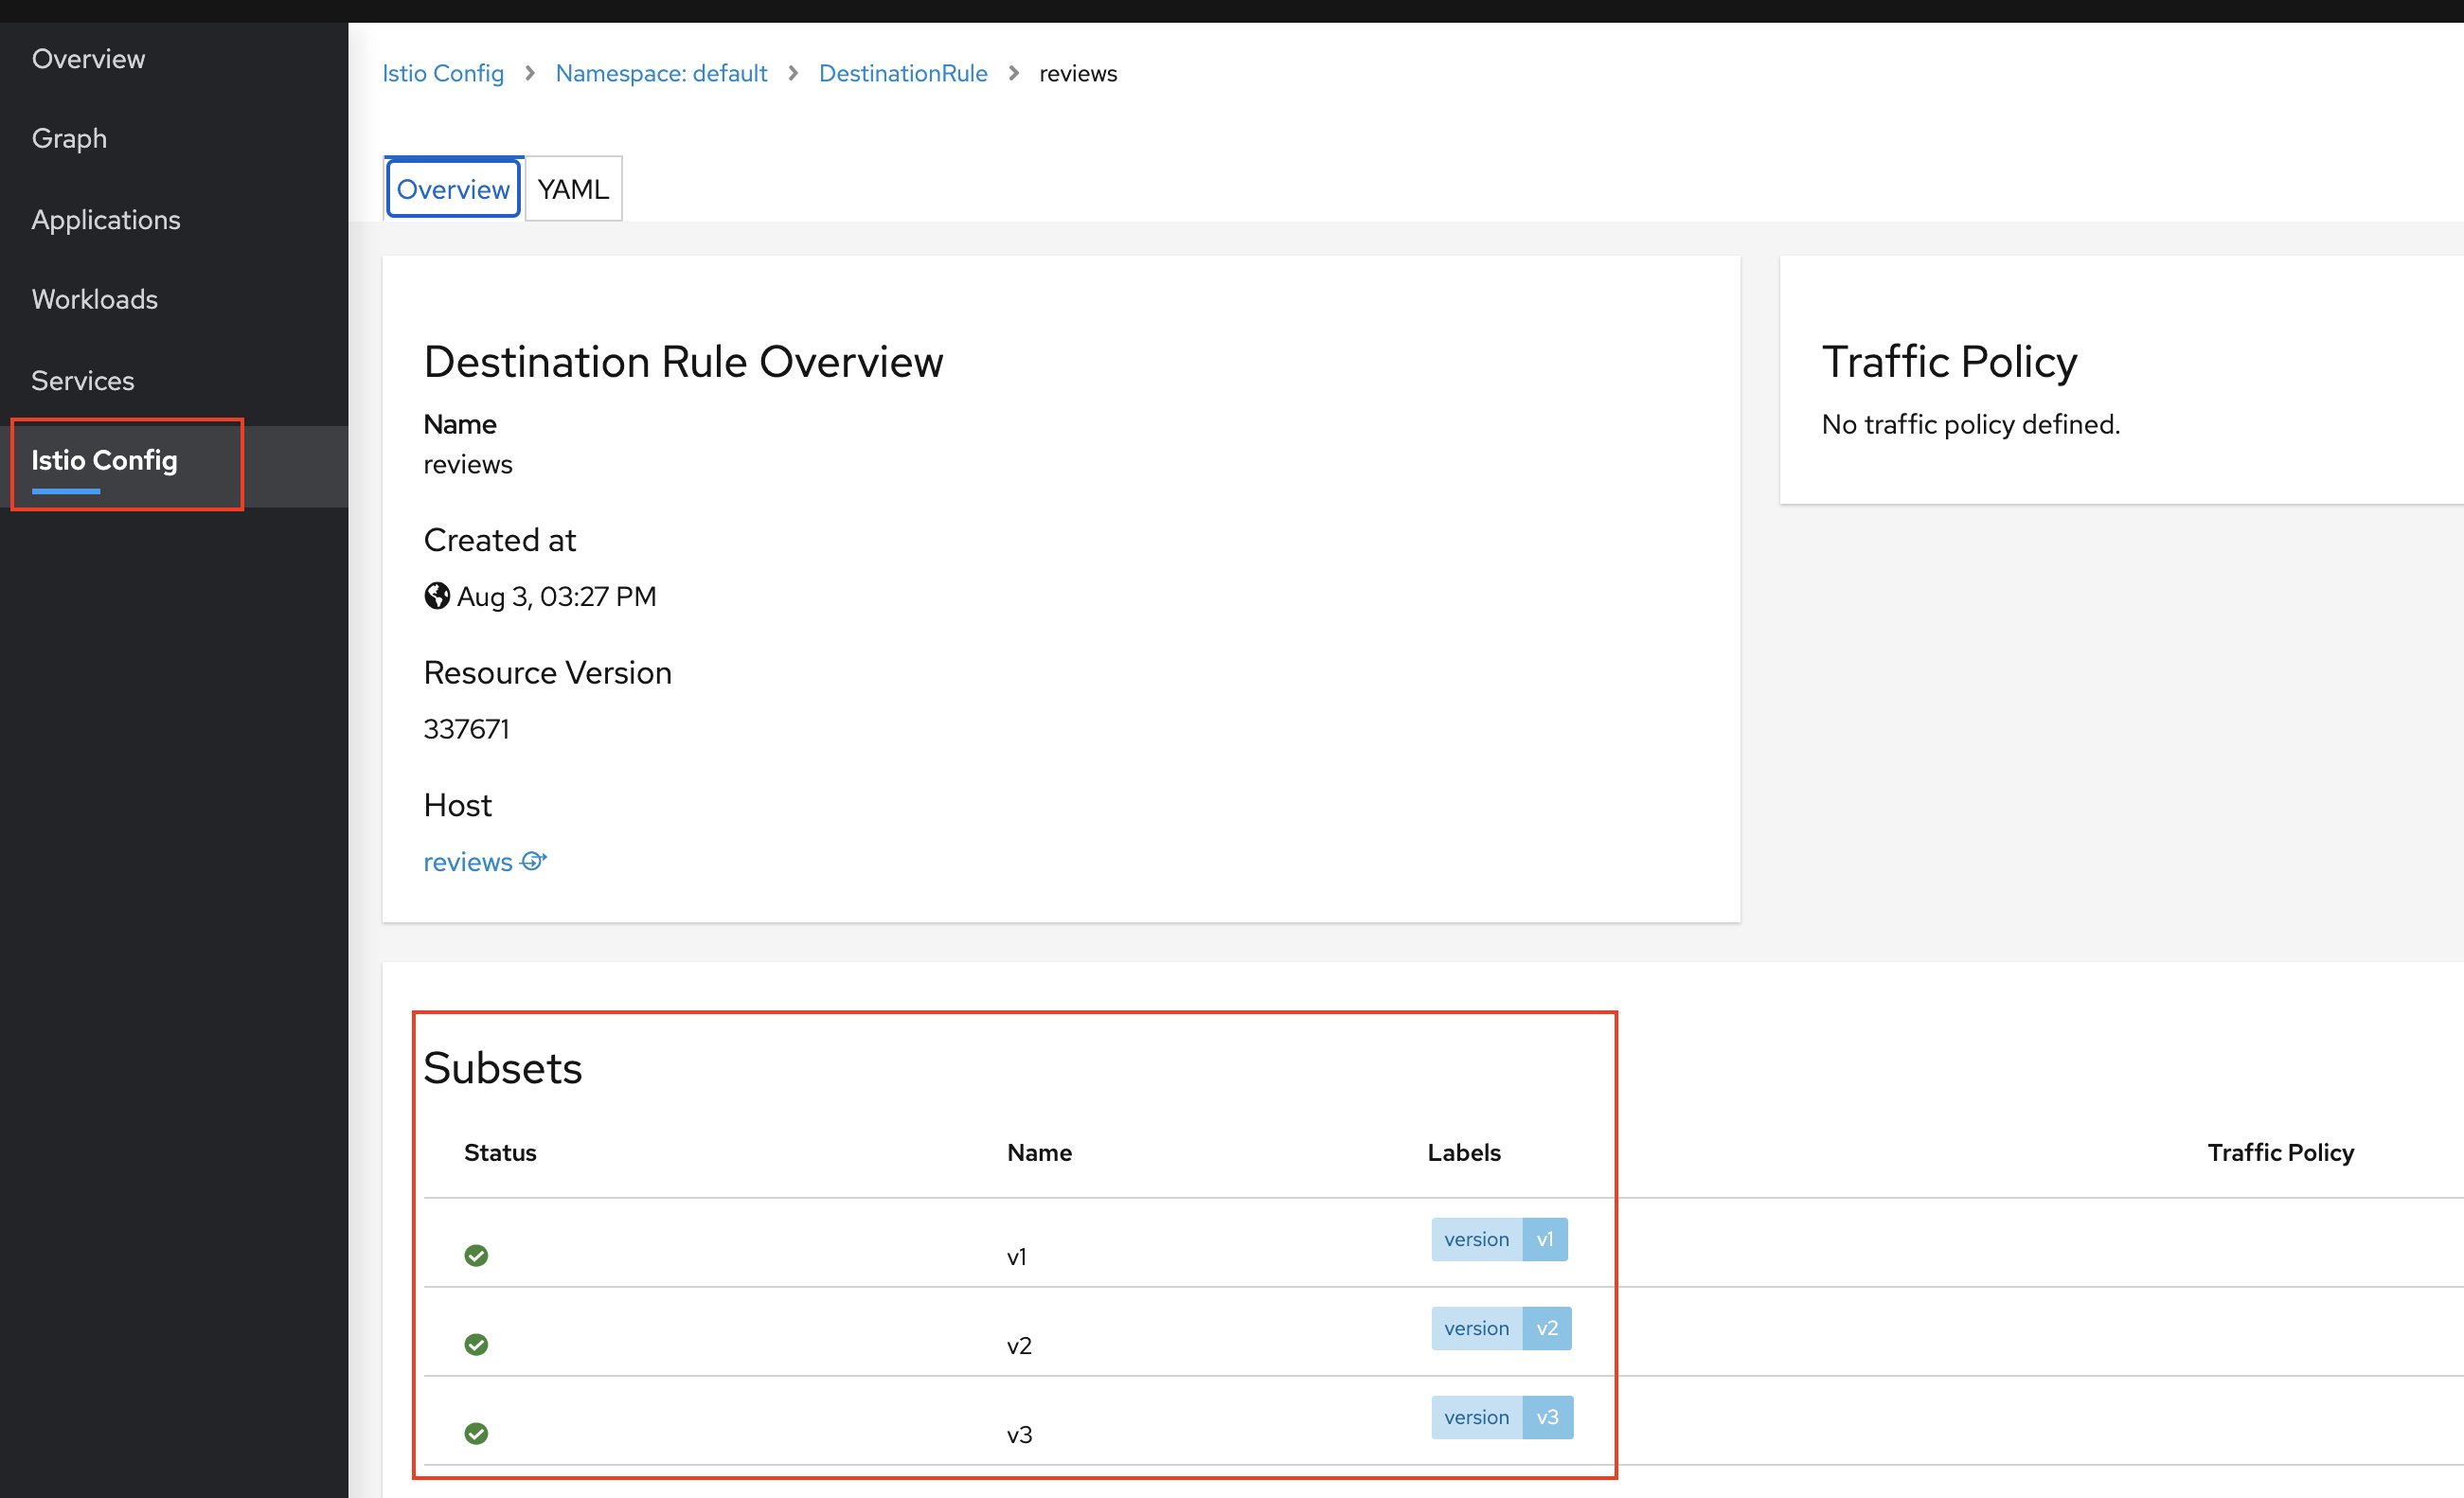 Overview
Graph
Applications
Workloads
Services
Istio Config
Istio Config > Namespace: default > DestinationRule > reviews
Overview YAML
Destination Rule Overview
Name
reviews
Created at
Aug 3, 03:27 PM
Resource Version
337671
Host
reviews
Traffic Policy
No traffic policy defined.
Subsets
Status Name Labels Traffic Policy
v1 version v1
v2 version v2
v3 version v3